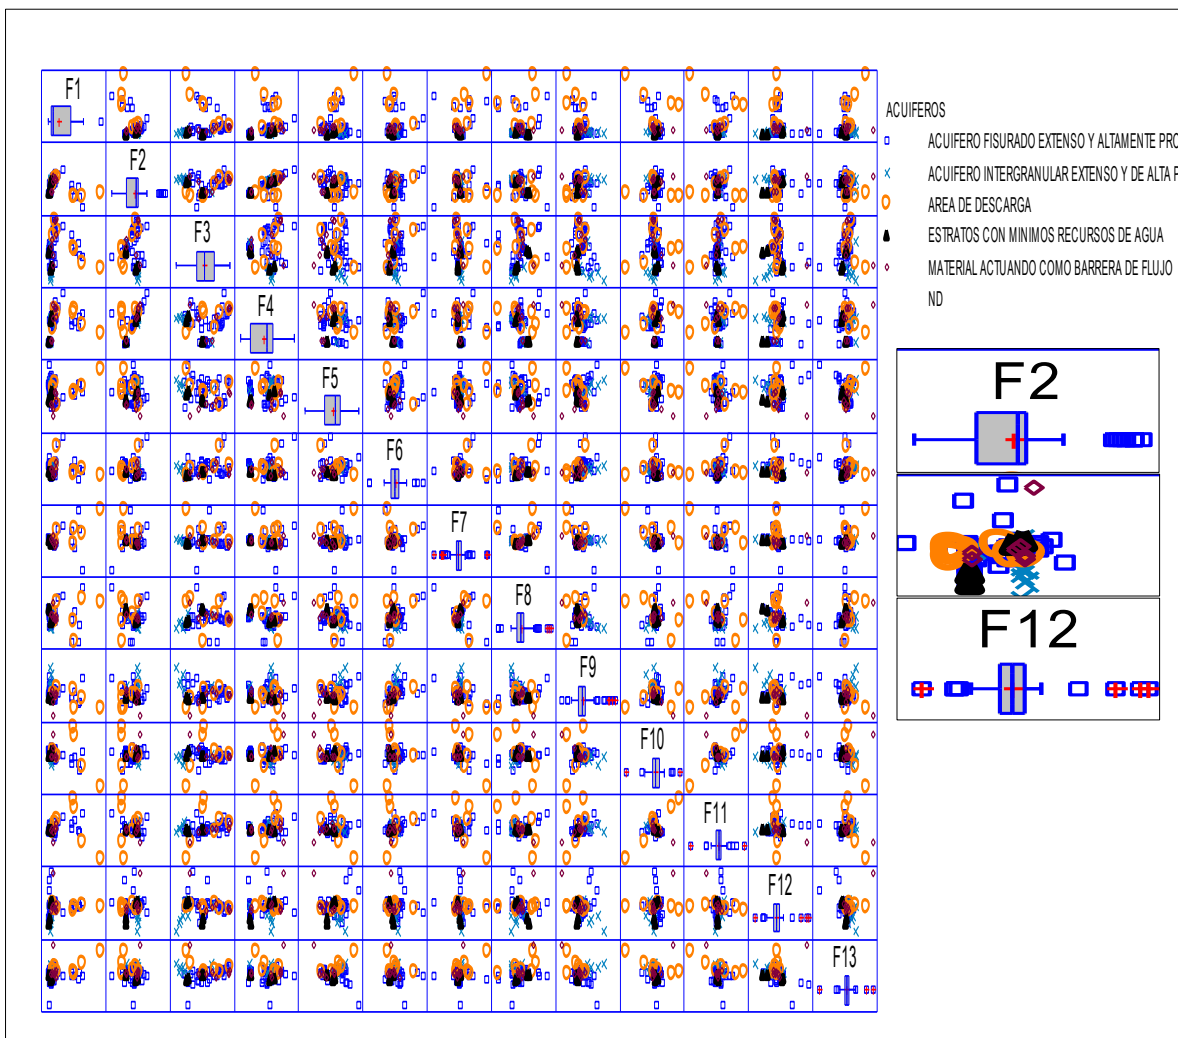 F1
F2
F3
F4
F5
F6
F7
F8
F9
F10
F11
F12
F13
ACUIFEROS
ACUIFERO FISURADO EXTENSO Y ALTAMENTE PRO
ACUIFERO INTERGRANULAR EXTENSO Y DE ALTA P
AREA DE DESCARGA
ESTRATOS CON MINIMOS RECURSOS DE AGUA
MATERIAL ACTUANDO COMO BARRERA DE FLUJO
ND
F2
F12